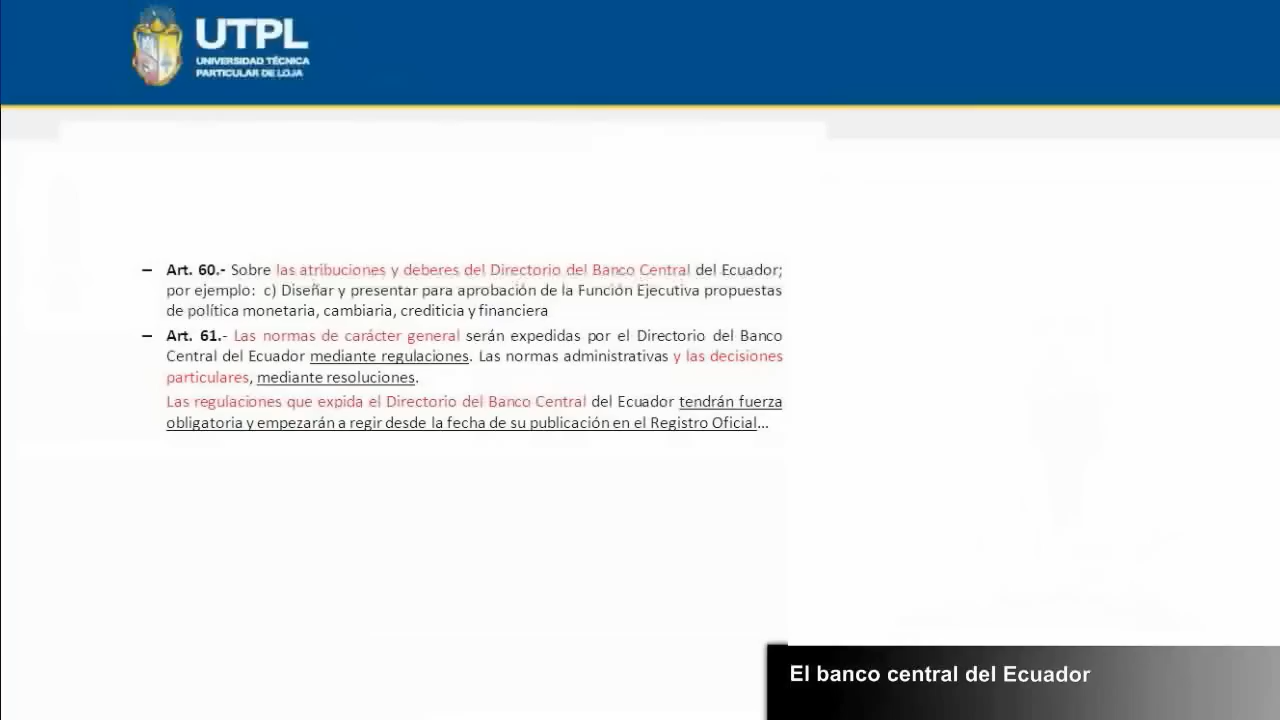 UTPL
UNIVERSIDAD TÉCNICA
PARTICULAR DE LOJA
– Art. 60.- Sobre las atribuciones y deberes del Directorio del Banco Central del Ecuador;
por ejemplo: c) Diseñar y presentar para aprobación de la Función Ejecutiva propuestas
de política monetaria, cambiaria, crediticia y financiera
– Art. 61.- Las normas de carácter general serán expedidas por el Directorio del Banco
Central del Ecuador mediante regulaciones. Las normas administrativas y las decisiones
particulares, mediante resoluciones.
Las regulaciones que expida el Directorio del Banco Central del Ecuador tendrán fuerza
obligatoria y empezarán a regir desde la fecha de su publicación en el Registro Oficial...
El banco central del Ecuador